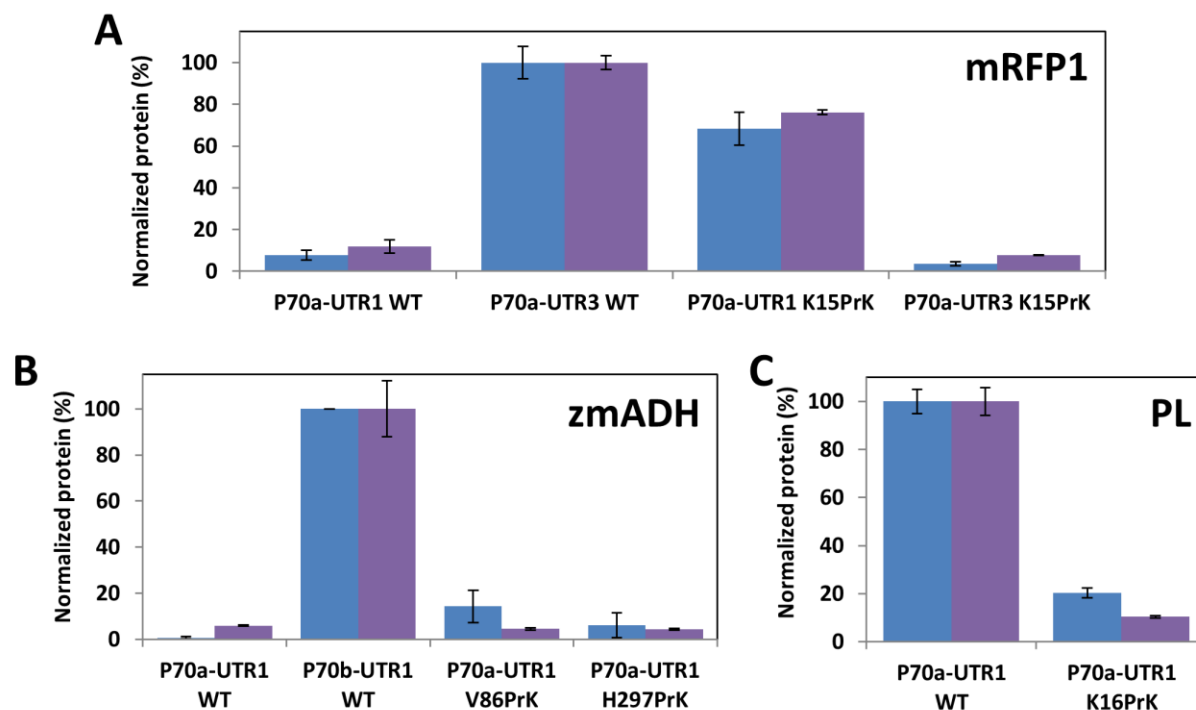 A
mRFP1
Normalized protein (%)
100
80
60
40
20
0
P70a-UTR1 WT
P70a-UTR3 WT
P70a-UTR1 K15PrK
P70a-UTR3 K15PrK
B
zmADH
Normalized protein (%)
100
80
60
40
20
0
P70a-UTR1
WT
P70b-UTR1
WT
P70a-UTR1
V86PrK
P70a-UTR1
H297PrK
C
PL
Normalized protein (%)
100
80
60
40
20
0
P70a-UTR1
WT
P70a-UTR1
K16PrK